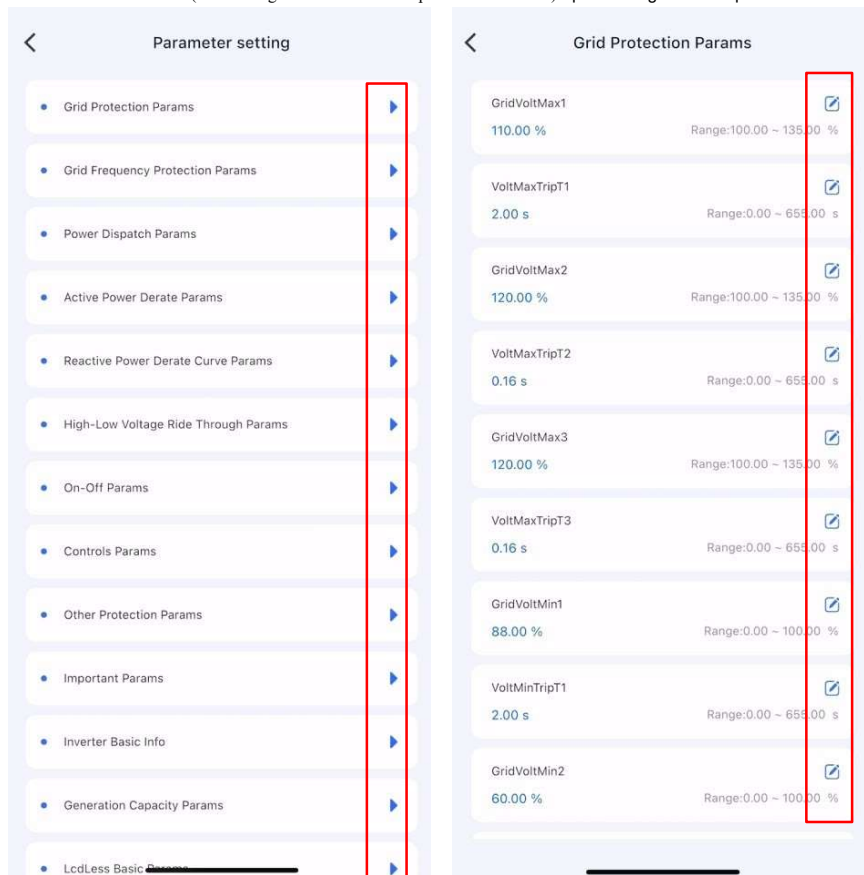 Parameter setting
Grid Protection Params
Grid Frequency Protection Params
Power Dispatch Params
Active Power Derate Params
Reactive Power Derate Curve Params
High-Low Voltage Ride Through Params
On-Off Params
Controls Params
Other Protection Params
Important Params
Inverter Basic Info
Generation Capacity Params
LcdLess Basic Params
Grid Protection Params
GridVoltMax1
110.00 % Range:100.00 ~ 135.00 %
VoltMaxTripT1
2.00 s Range:0.00 ~ 655.00 s
GridVoltMax2
120.00 % Range:100.00 ~ 135.00 %
VoltMaxTripT2
0.16 s Range:0.00 ~ 655.00 s
GridVoltMax3
120.00 % Range:100.00 ~ 135.00 %
VoltMaxTripT3
0.16 s Range:0.00 ~ 655.00 s
GridVoltMin1
88.00 % Range:0.00 ~ 100.00 %
VoltMinTripT1
2.00 s Range:0.00 ~ 655.00 s
GridVoltMin2
60.00 % Range:0.00 ~ 100.00 %